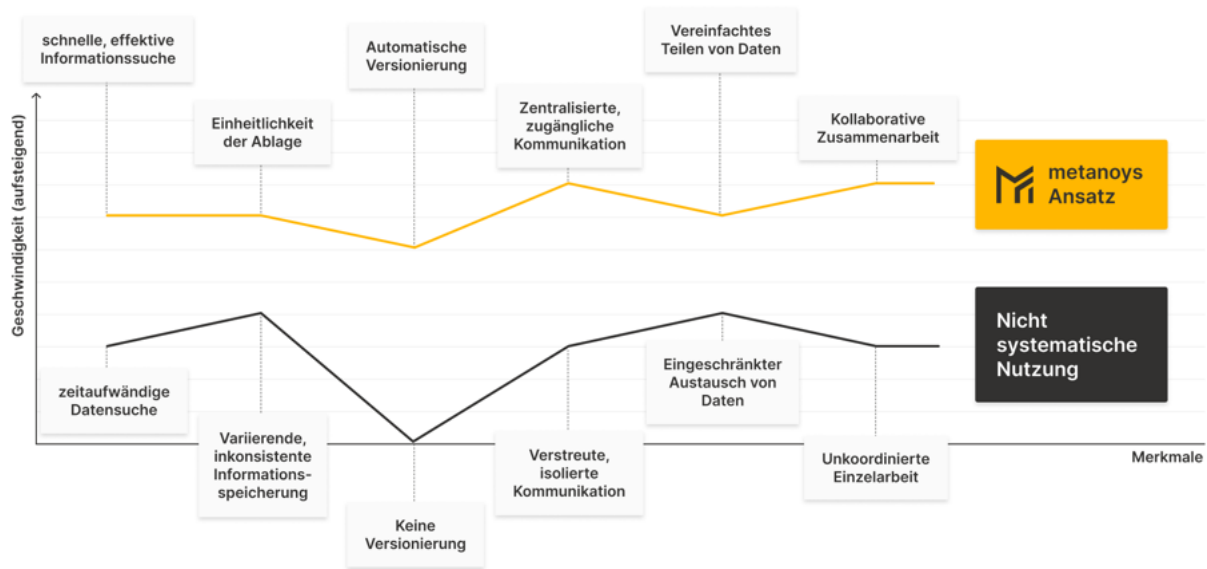 schnelle, effektive
Informationssuche
Automatische
Versionierung
Vereinfachtes
Teilen von Daten
Einheitlichkeit
der Ablage
Zentralisierte,
zugängliche
Kommunikation
Kollaborative
Zusammenarbeit
metanoys
Ansatz
Geschwindigkeit (aufsteigend)
Nicht
systematische
Nutzung
zeitaufwändige
Datensuche
Eingeschränkter
Austausch von
Daten
Variierende,
inkonsistente
Informations-
speicherung
Verstreute,
isolierte
Kommunikation
Unkoordinierte
Einzelarbeit
Merkmale
Keine
Versionierung